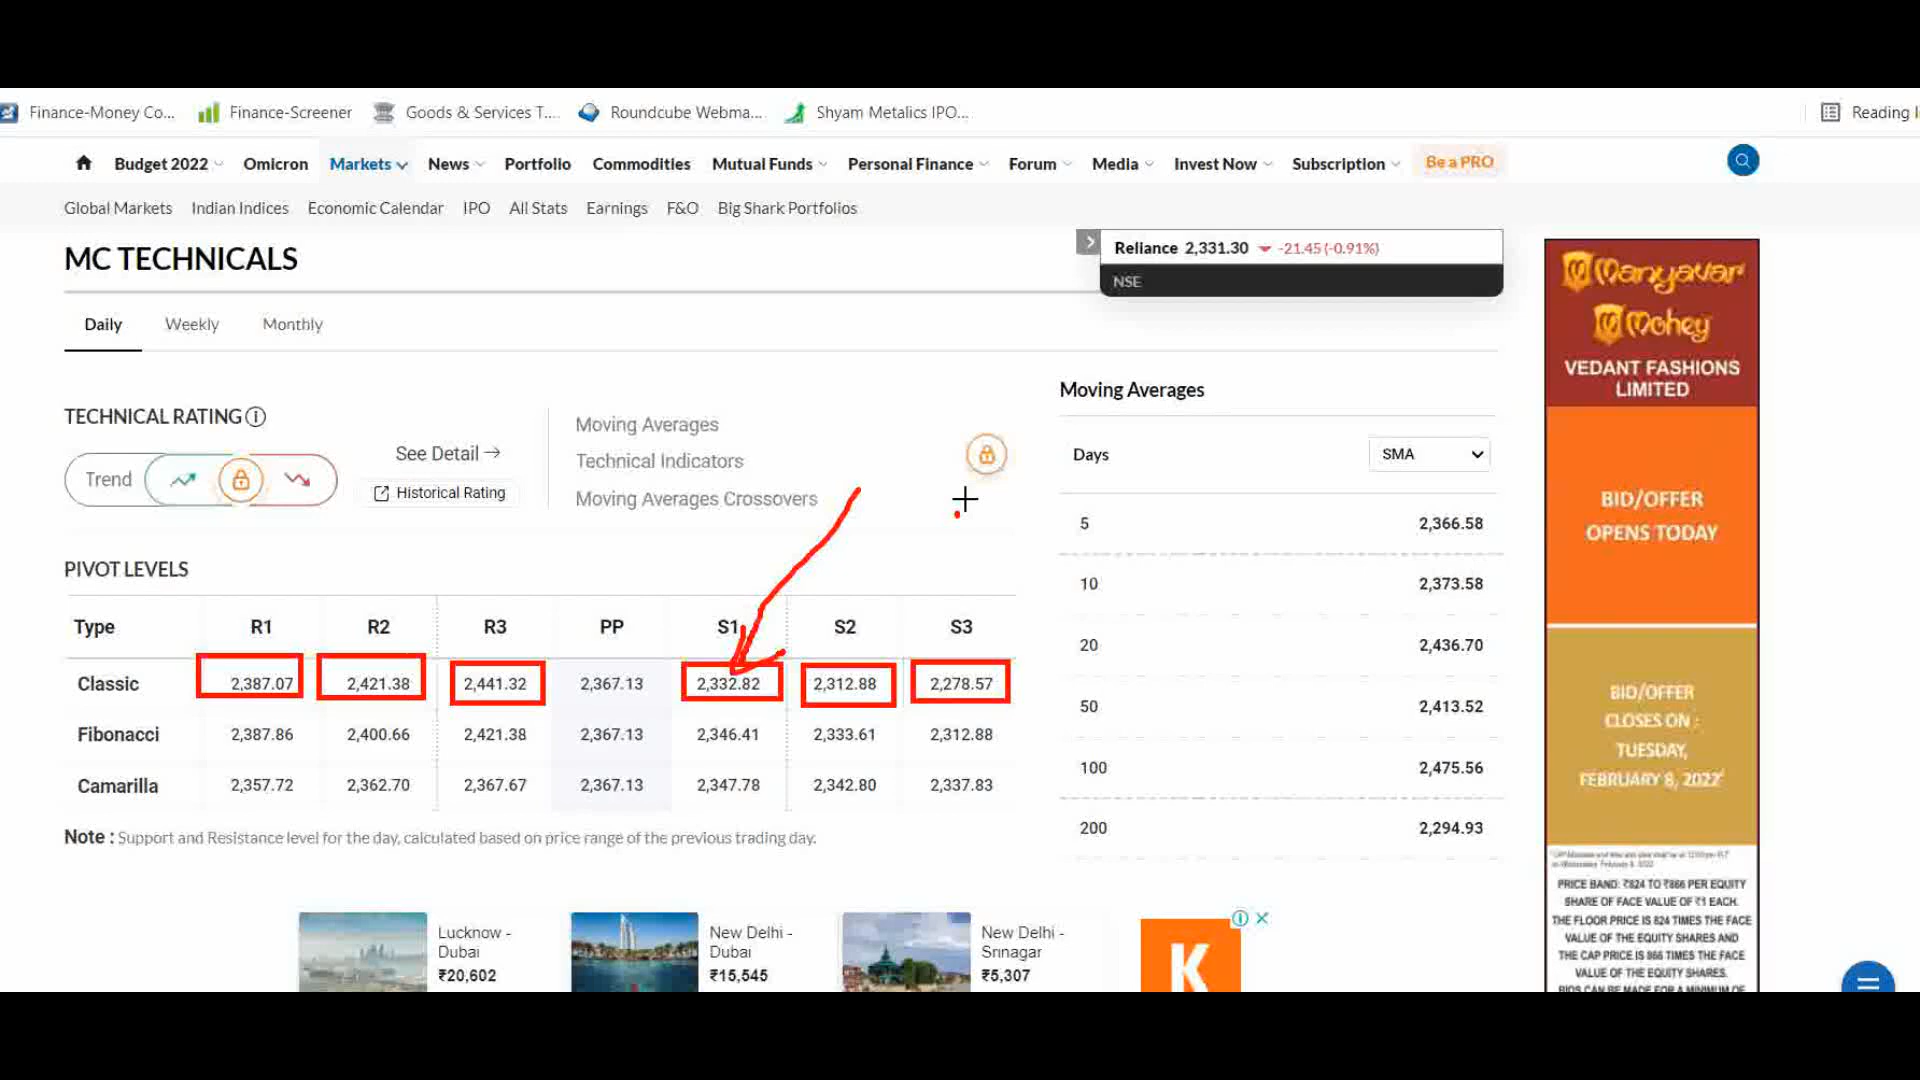 Finance-Money Co... Finance-Screener Goods & Services T.... Roundcube Webma... Shyam Metalics IPO... Reading
Budget 2022 Omicron Markets News Portfolio Commodities Mutual Funds Personal Finance Forum Media Invest Now Subscription Be a PRO
Global Markets Indian Indices Economic Calendar IPO All Stats Earnings F&O Big Shark Portfolios
MC TECHNICALS
Reliance 2,331.30 -21.45 (-0.91%)
NSE
Daily Weekly Monthly
TECHNICAL RATING
Trend
See Detail
Historical Rating
Moving Averages
Technical Indicators
Moving Averages Crossovers
PIVOT LEVELS
Type R1 R2 R3 PP S1 S2 S3
Classic 2,387.07 2,421.38 2,441.32 2,367.13 2,332.82 2,312.88 2,278.57
Fibonacci 2,387.86 2,400.66 2,421.38 2,367.13 2,346.41 2,333.61 2,312.88
Camarilla 2,357.72 2,362.70 2,367.67 2,367.13 2,347.78 2,342.80 2,337.83
Note : Support and Resistance level for the day, calculated based on price range of the previous trading day.
Moving Averages
Days SMA
5 2,366.58
10 2,373.58
20 2,436.70
50 2,413.52
100 2,475.56
200 2,294.93
Manyavar
Mohey
VEDANT FASHIONS
LIMITED
BID/OFFER
OPENS TODAY
BID/OFFER
CLOSES ON :
TUESDAY,
FEBRUARY 8, 2022
PRICE BAND: ₹824 TO ₹866 PER EQUITY
SHARE OF FACE VALUE OF ₹1 EACH.
THE FLOOR PRICE IS 824 TIMES THE FACE
VALUE OF THE EQUITY SHARES AND
THE CAP PRICE IS 866 TIMES THE FACE
VALUE OF THE EQUITY SHARES.
BIDS CAN BE MADE FOR A MINIMUM OF
Lucknow -
Dubai
₹20,602
New Delhi -
Dubai
₹15,545
New Delhi -
Srinagar
₹5,307
K